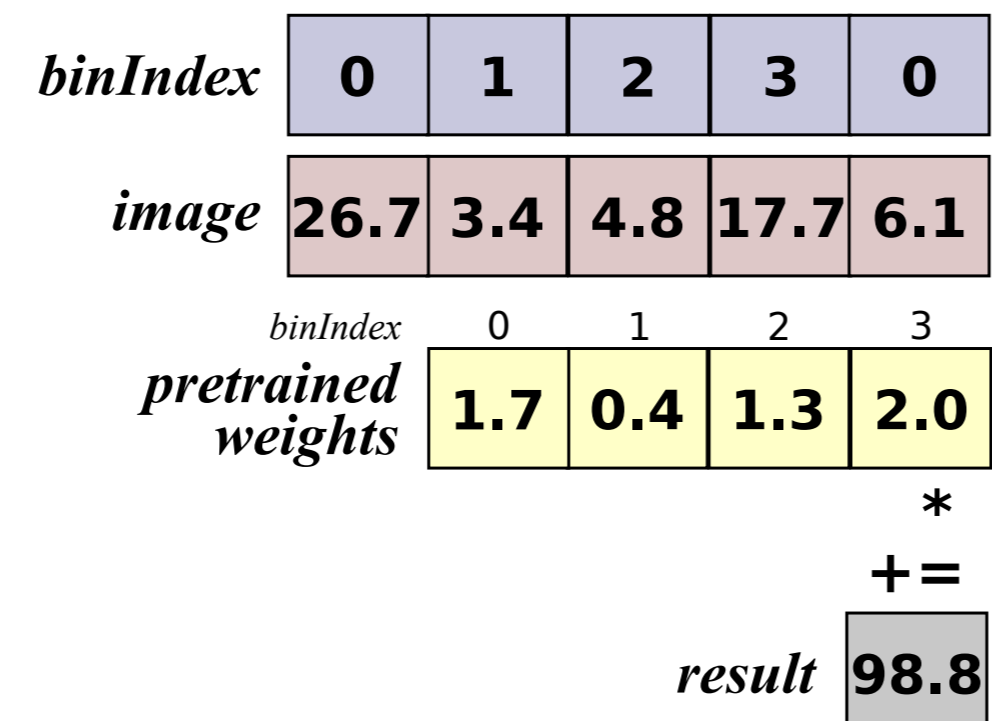 binIndex 0 1 2 3 0
image 26.7 3.4 4.8 17.7 6.1
binIndex 0 1 2 3
pretrained
weights 1.7 0.4 1.3 2.0
*
+=
result 98.8